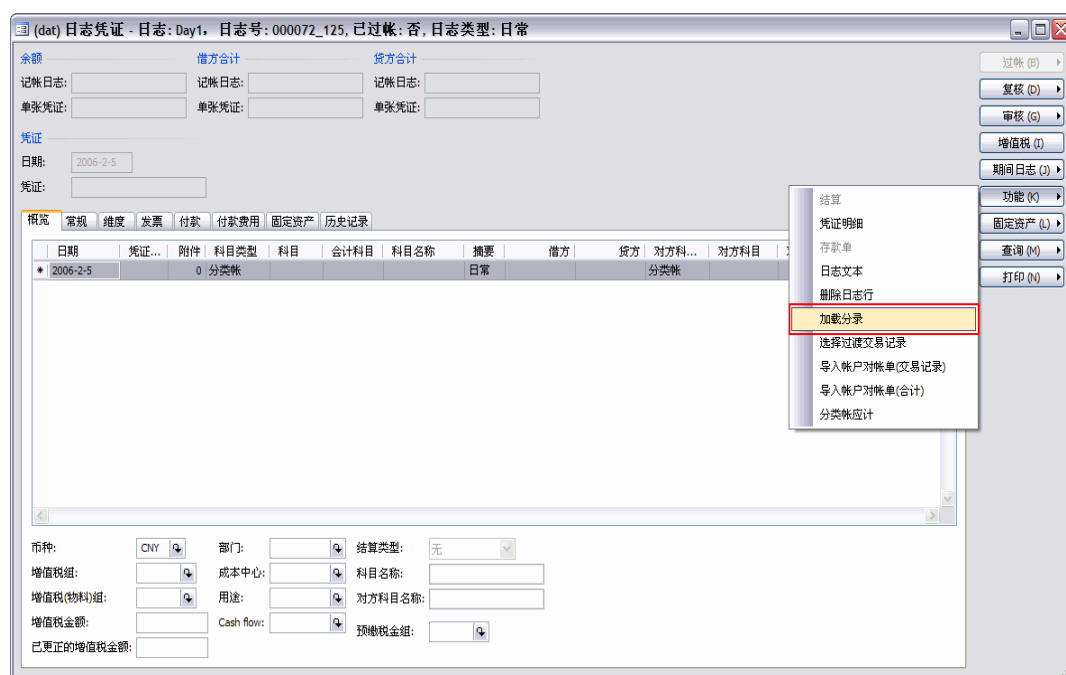 (dat) 日志凭证 - 日志: Day1， 日志号: 000072_125, 已过帐: 否, 日志类型: 日常
余额 借方合计 贷方合计
记帐日志: 记帐日志: 记帐日志:
单张凭证: 单张凭证: 单张凭证:
凭证
日期: 2006-2-5
凭证:
概览 常规 维度 发票 付款 付款费用 固定资产 历史记录
日期 凭证... 附件 科目类型 科目 会计科目 科目名称 摘要 借方 贷方 对方科... 对方科目
2006-2-5 0 分类帐 日常 分类帐
过帐 (B)
复核 (D)
审核 (G)
增值税 (I)
期间日志 (J)
功能 (K)
固定资产 (L)
查询 (M)
打印 (N)
结算
凭证明细
存款单
日志文本
删除日志行
加载分录
选择过渡交易记录
导入帐户对帐单(交易记录)
导入帐户对帐单(合计)
分类帐应计
币种: CNY 部门: 结算类型: 无
增值税组: 成本中心: 科目名称:
增值税(物料)组: 用途: 对方科目名称:
增值税金额: Cash flow: 预缴税金组:
已更正的增值税金额: